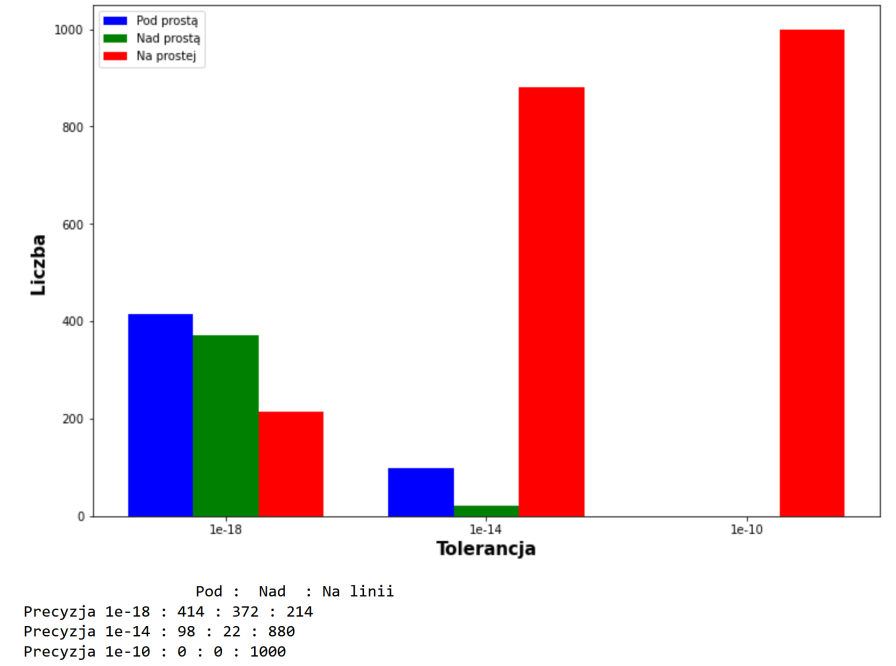 Pod prostą
Nad prostą
Na prostej
1000
800
600
400
200
0
Liczba
1e-18 1e-14 1e-10
Tolerancja
Pod : Nad : Na linii
Precyzja 1e-18 : 414 : 372 : 214
Precyzja 1e-14 : 98 : 22 : 880
Precyzja 1e-10 : 0 : 0 : 1000